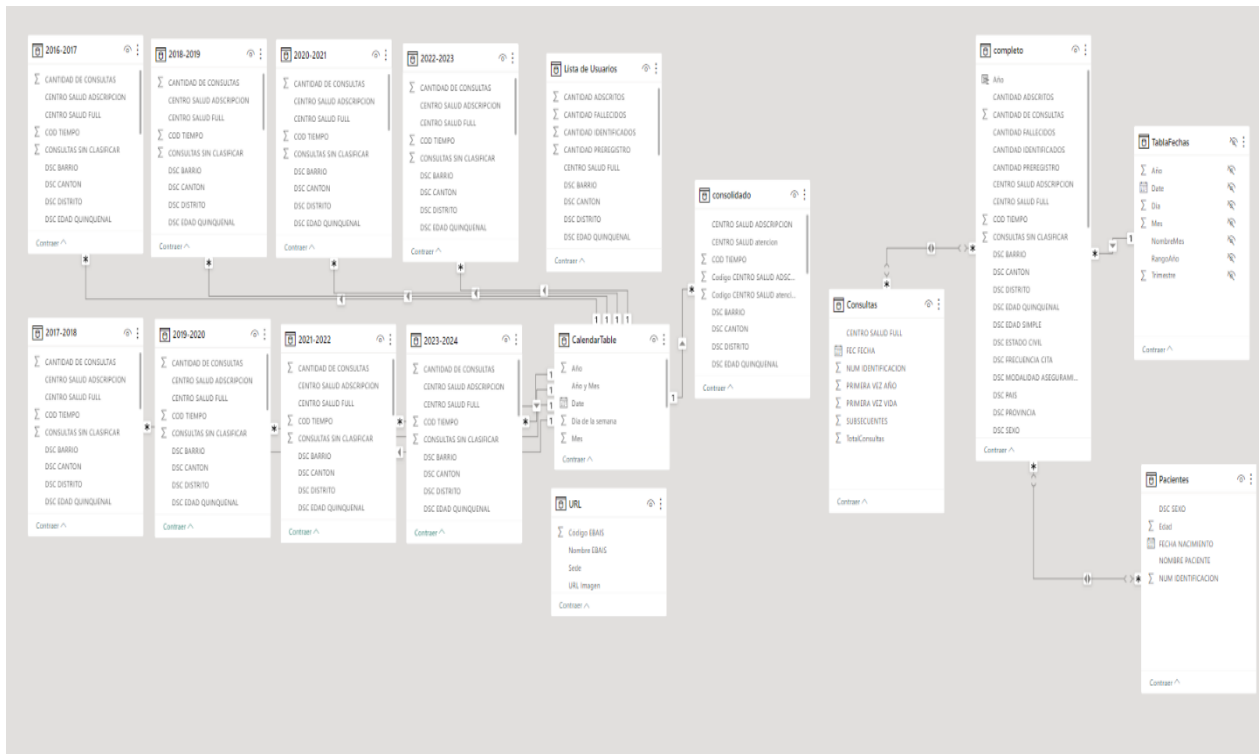 2016-2017
CANTIDAD DE CONSULTAS
CENTRO SALUD ADSCRIPCION
CENTRO SALUD FULL
COD TIEMPO
CONSULTAS SIN CLASIFICAR
DSC BARRIO
DSC CANTON
DSC DISTRITO
DSC EDAD QUINQUENAL
Contraer
2018-2019
CANTIDAD DE CONSULTAS
CENTRO SALUD ADSCRIPCION
CENTRO SALUD FULL
COD TIEMPO
CONSULTAS SIN CLASIFICAR
DSC BARRIO
DSC CANTON
DSC DISTRITO
DSC EDAD QUINQUENAL
Contraer
2020-2021
CANTIDAD DE CONSULTAS
CENTRO SALUD ADSCRIPCION
CENTRO SALUD FULL
COD TIEMPO
CONSULTAS SIN CLASIFICAR
DSC BARRIO
DSC CANTON
DSC DISTRITO
DSC EDAD QUINQUENAL
Contraer
2022-2023
CANTIDAD DE CONSULTAS
CENTRO SALUD ADSCRIPCION
CENTRO SALUD FULL
COD TIEMPO
CONSULTAS SIN CLASIFICAR
DSC BARRIO
DSC CANTON
DSC DISTRITO
DSC EDAD QUINQUENAL
Contraer
Lista de Usuarios
CANTIDAD ADSCRITOS
CANTIDAD FALLECIDOS
CANTIDAD IDENTIFICADOS
CANTIDAD PREREGISTRO
CENTRO SALUD FULL
DSC BARRIO
DSC CANTON
DSC DISTRITO
DSC EDAD QUINQUENAL
Contraer
consolidado
CENTRO SALUD ADSCRIPCION
CENTRO SALUD atencion
COD TIEMPO
Codigo CENTRO SALUD ADSC...
Codigo CENTRO SALUD atenci...
DSC BARRIO
DSC CANTON
DSC DISTRITO
DSC EDAD QUINQUENAL
Contraer
completo
Año
CANTIDAD ADSCRITOS
CANTIDAD DE CONSULTAS
CANTIDAD FALLECIDOS
CANTIDAD IDENTIFICADOS
CANTIDAD PREREGISTRO
CENTRO SALUD ADSCRIPCION
CENTRO SALUD FULL
COD TIEMPO
CONSULTAS SIN CLASIFICAR
DSC BARRIO
DSC CANTON
DSC DISTRITO
DSC EDAD QUINQUENAL
DSC EDAD SIMPLE
DSC ESTADO CIVIL
DSC FRECUENCIA CITA
DSC MODALIDAD ASEGURAMI...
DSC PAIS
DSC PROVINCIA
DSC SEXO
Contraer
TablaFechas
Año
Date
Dia
Mes
NombreMes
RangoAño
Trimestre
Contraer
2017-2018
CANTIDAD DE CONSULTAS
CENTRO SALUD ADSCRIPCION
CENTRO SALUD FULL
COD TIEMPO
CONSULTAS SIN CLASIFICAR
DSC BARRIO
DSC CANTON
DSC DISTRITO
DSC EDAD QUINQUENAL
Contraer
2019-2020
CANTIDAD DE CONSULTAS
CENTRO SALUD ADSCRIPCION
CENTRO SALUD FULL
COD TIEMPO
CONSULTAS SIN CLASIFICAR
DSC BARRIO
DSC CANTON
DSC DISTRITO
DSC EDAD QUINQUENAL
Contraer
2021-2022
CANTIDAD DE CONSULTAS
CENTRO SALUD ADSCRIPCION
CENTRO SALUD FULL
COD TIEMPO
CONSULTAS SIN CLASIFICAR
DSC BARRIO
DSC CANTON
DSC DISTRITO
DSC EDAD QUINQUENAL
Contraer
2023-2024
CANTIDAD DE CONSULTAS
CENTRO SALUD ADSCRIPCION
CENTRO SALUD FULL
COD TIEMPO
CONSULTAS SIN CLASIFICAR
DSC BARRIO
DSC CANTON
DSC DISTRITO
DSC EDAD QUINQUENAL
Contraer
CalendarTable
Año
Año y Mes
Date
Día de la semana
Mes
Contraer
URL
Codigo EBAIS
Nombre EBAIS
Sede
URL Imagen
Contraer
Consultas
CENTRO SALUD FULL
FEC FECHA
NUM IDENTIFICACION
PRIMERA VEZ AÑO
PRIMERA VEZ VIDA
SUBSECUENTES
TotalConsultas
Contraer
Pacientes
DSC SEXO
Edad
FECHA NACIMIENTO
NOMBRE PACIENTE
NUM IDENTIFICACION
Contraer